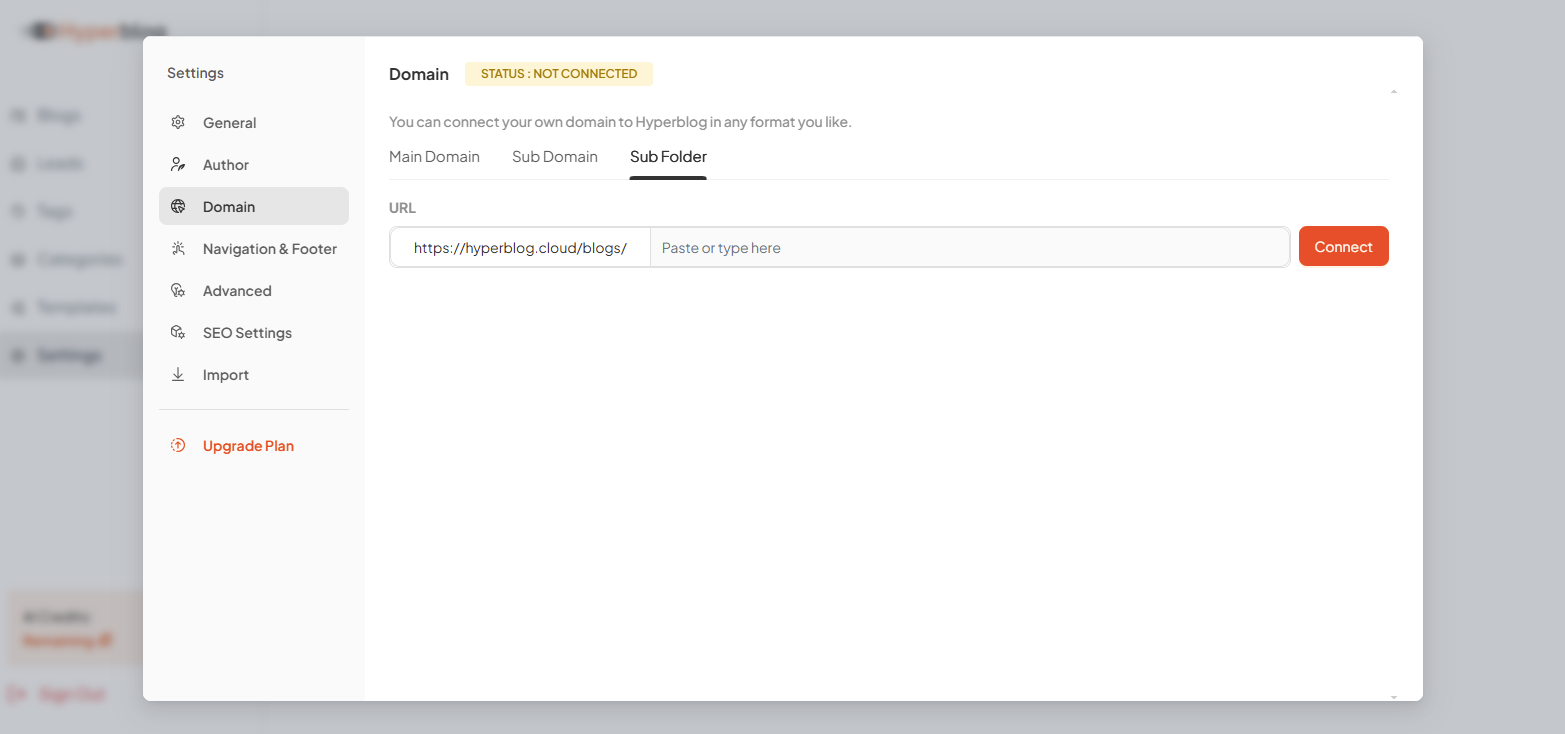 Hyperblog
Blogs
Leads
Tags
Categories
Templates
Settings
AI Credits
Remaining
Sign Out
Settings
General
Author
Domain
Navigation & Footer
Advanced
SEO Settings
Import
Upgrade Plan
Domain STATUS : NOT CONNECTED
You can connect your own domain to Hyperblog in any format you like.
Main Domain Sub Domain Sub Folder
URL
https://hyperblog.cloud/blogs/ Paste or type here Connect